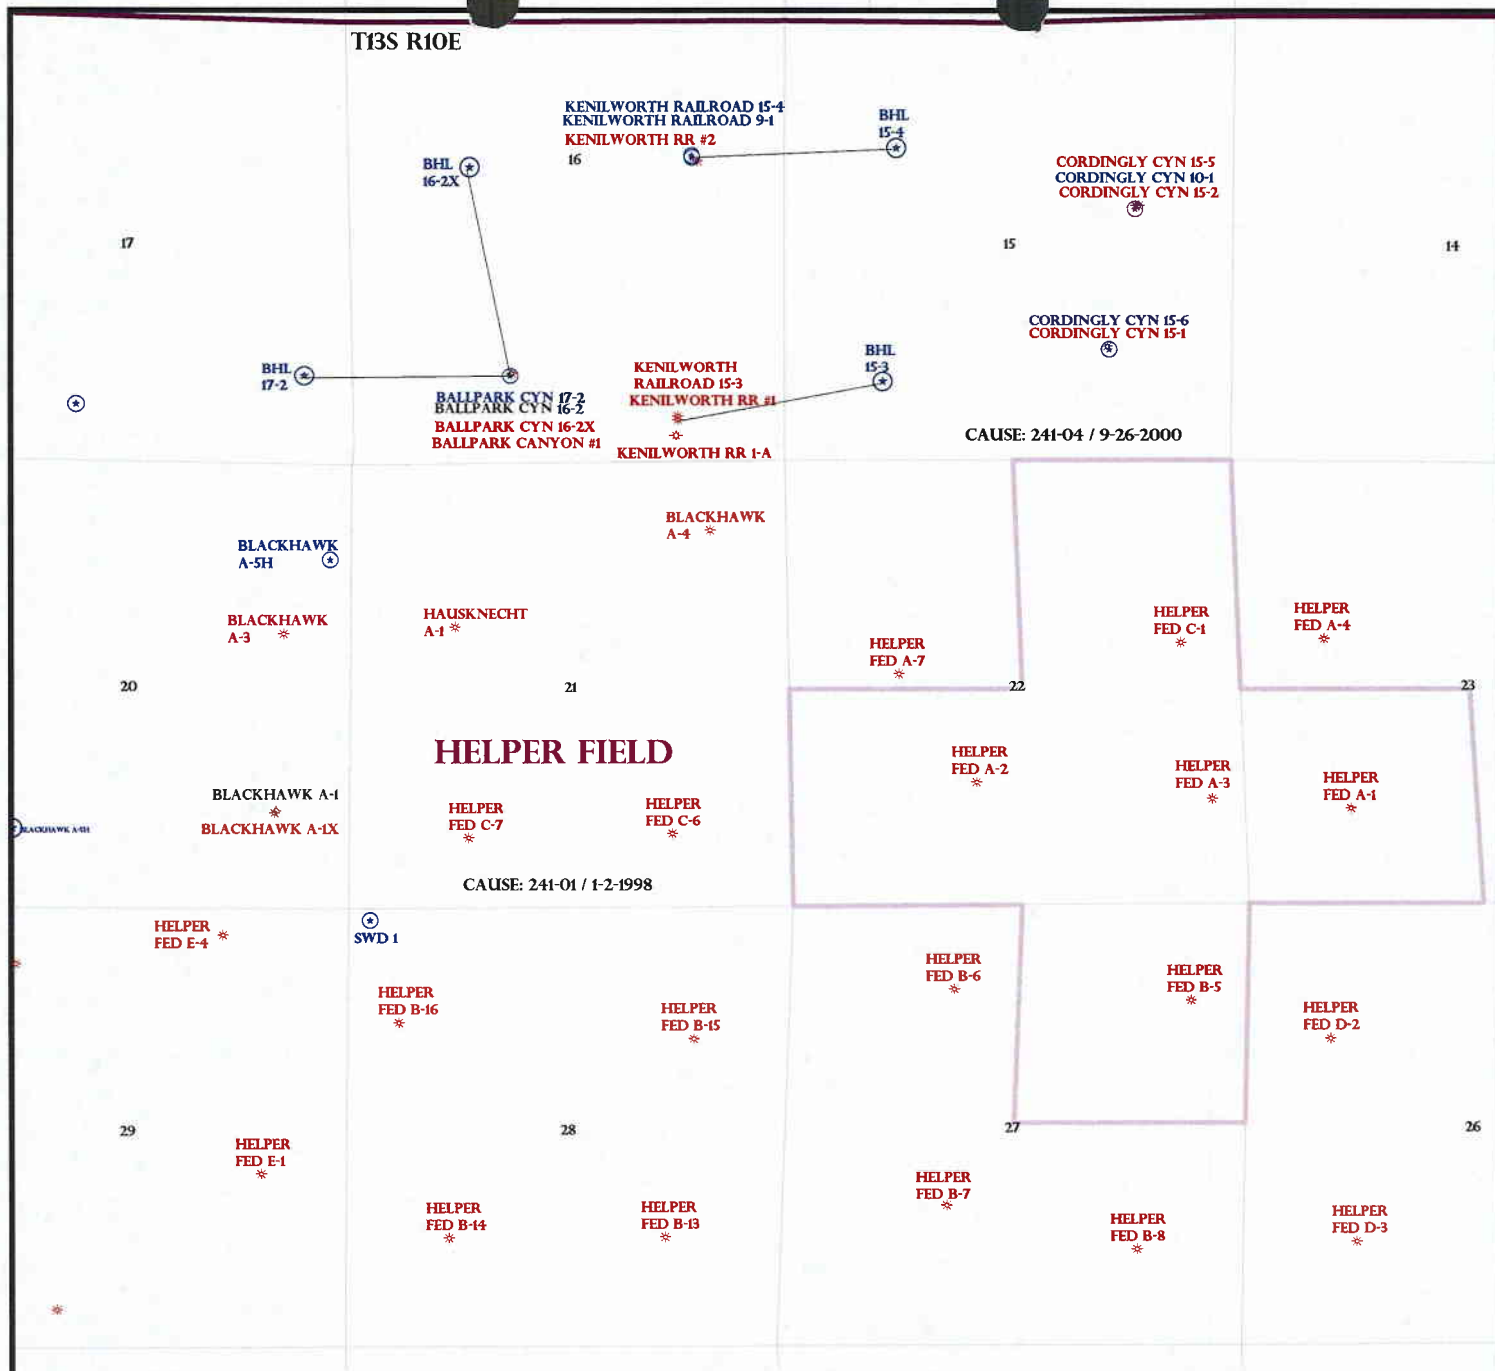 T13S R10E
KENILWORTH RAILROAD 15-4
KENILWORTH RAILROAD 9-1
KENILWORTH RR #2
BHL
15-4
BHL
16-2X
16
CORDINGLY CYN 15-5
CORDINGLY CYN 10-1
CORDINGLY CYN 15-2
17
15
14
CORDINGLY CYN 15-6
CORDINGLY CYN 15-1
BHL
17-2
BHL
15-3
KENILWORTH
RAILROAD 15-3
KENILWORTH RR #1
BALLPARK CYN 17-2
BALLPARK CYN 16-2
BALLPARK CYN 16-2X
BALLPARK CANYON #1
KENILWORTH RR 1-A
CAUSE: 241-04 / 9-26-2000
BLACKHAWK
A-4
BLACKHAWK
A-5H
BLACKHAWK
A-3
HAUSKNECHT
A-1
HELPER
FED A-7
HELPER
FED C-1
HELPER
FED A-4
20
21
22
23
HELPER FIELD
HELPER
FED A-2
HELPER
FED A-3
HELPER
FED A-1
BLACKHAWK A-1
BLACKHAWK A-1X
HELPER
FED C-7
HELPER
FED C-6
CAUSE: 241-01 / 1-2-1998
HELPER
FED E-4
SWD 1
HELPER
FED B-6
HELPER
FED B-5
HELPER
FED B-16
HELPER
FED B-15
HELPER
FED D-2
29
28
27
26
HELPER
FED E-1
HELPER
FED B-7
HELPER
FED B-14
HELPER
FED B-13
HELPER
FED B-8
HELPER
FED D-3